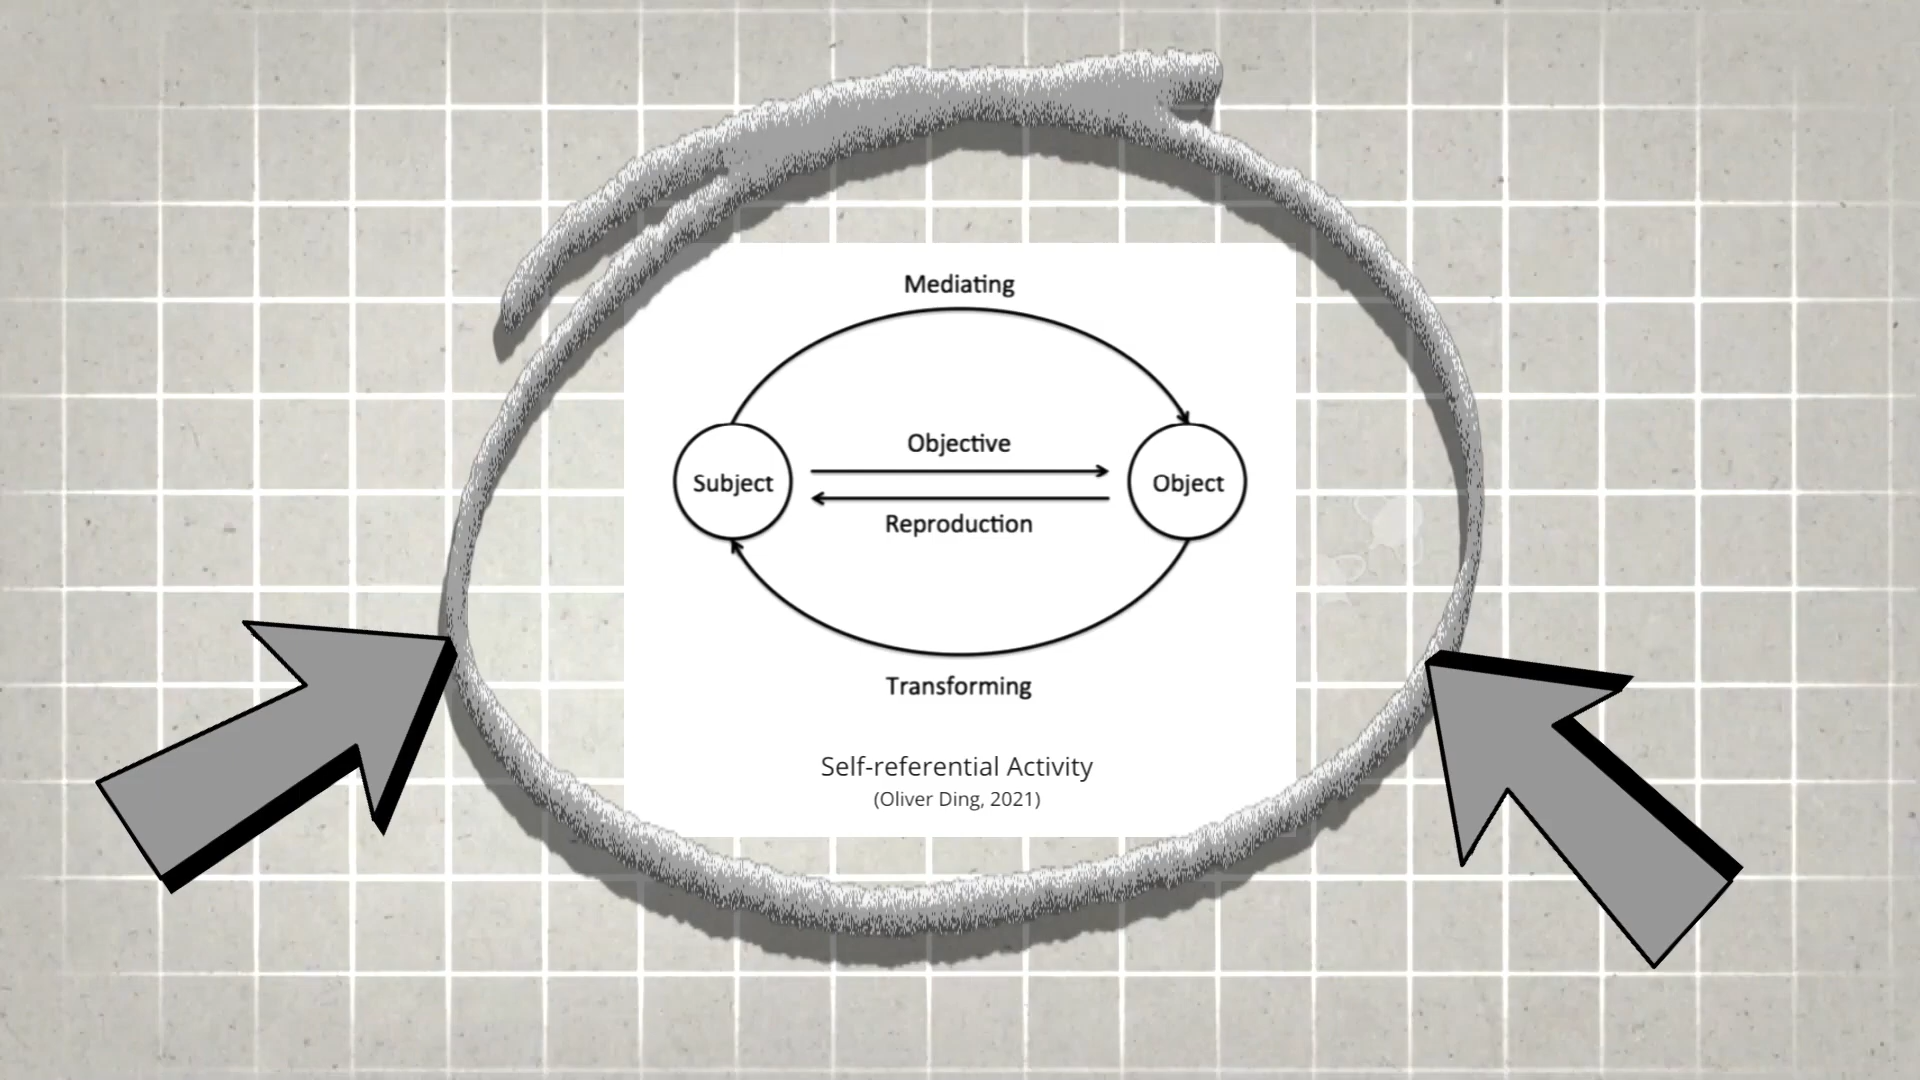 Mediating
Objective
Subject
Object
Reproduction
Transforming
Self-referential Activity
(Oliver Ding, 2021)